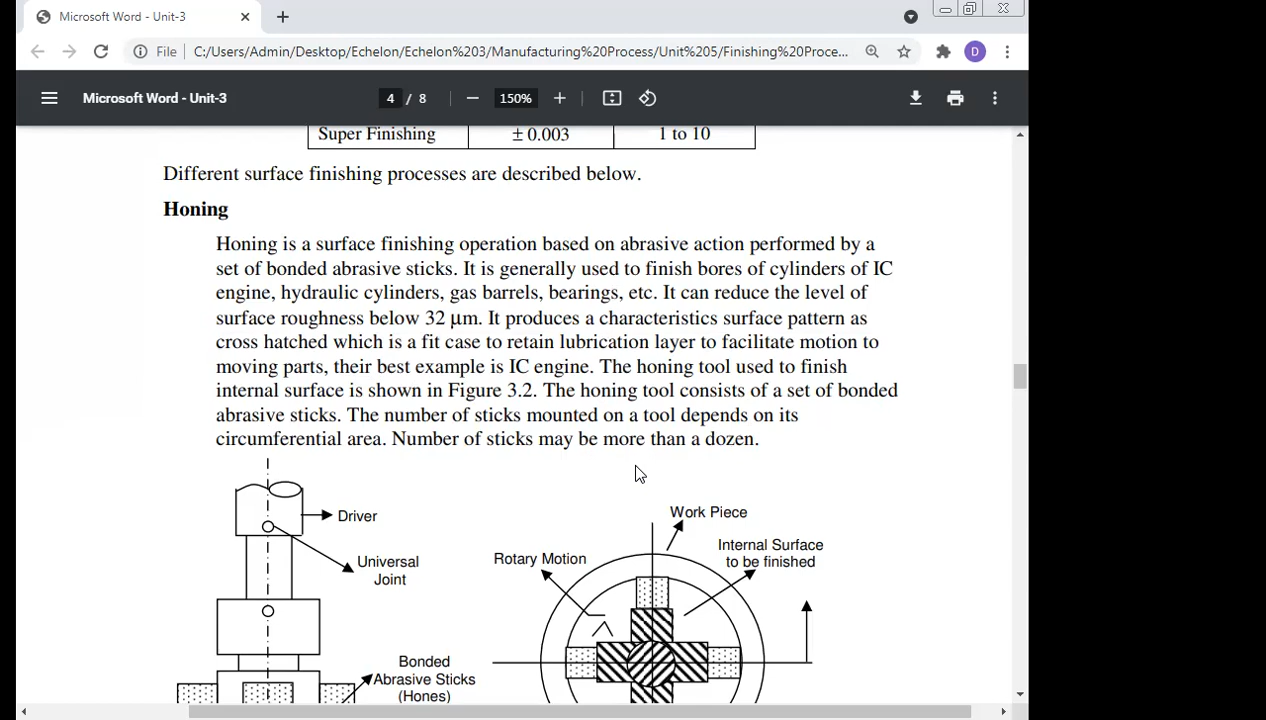 Microsoft Word - Unit-3
File C:/Users/Admin/Desktop/Echelon/Echelon%203/Manufacturing%20Process/Unit%205/Finishing%20Proce...
D
Microsoft Word - Unit-3
4 / 8
150%
Super Finishing ± 0.003 1 to 10
Different surface finishing processes are described below.
Honing
Honing is a surface finishing operation based on abrasive action performed by a
set of bonded abrasive sticks. It is generally used to finish bores of cylinders of IC
engine, hydraulic cylinders, gas barrels, bearings, etc. It can reduce the level of
surface roughness below 32 µm. It produces a characteristics surface pattern as
cross hatched which is a fit case to retain lubrication layer to facilitate motion to
moving parts, their best example is IC engine. The honing tool used to finish
internal surface is shown in Figure 3.2. The honing tool consists of a set of bonded
abrasive sticks. The number of sticks mounted on a tool depends on its
circumferential area. Number of sticks may be more than a dozen.
Driver
Universal
Joint
Bonded
Abrasive Sticks
(Hones)
Work Piece
Rotary Motion
Internal Surface
to be finished